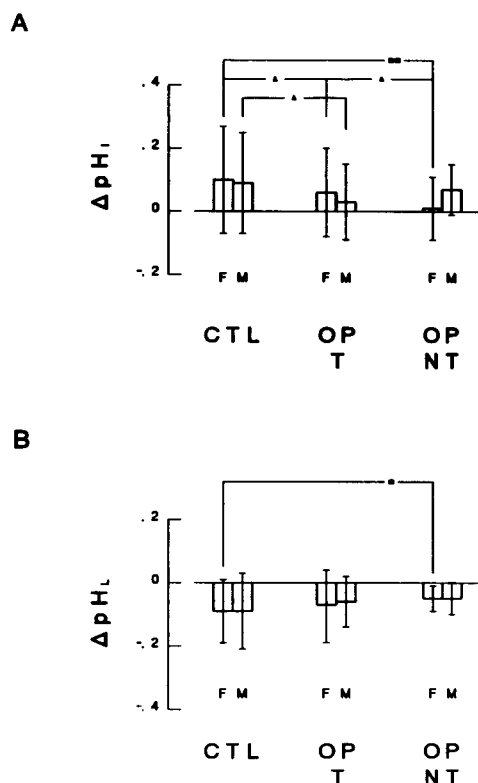 A
.4
.2
0
-.2
ΔpH I
F M F M F M
CTL OP OP
T NT
B
.2
0
-.2
-.4
ΔpH L
F M F M F M
CTL OP OP
T NT